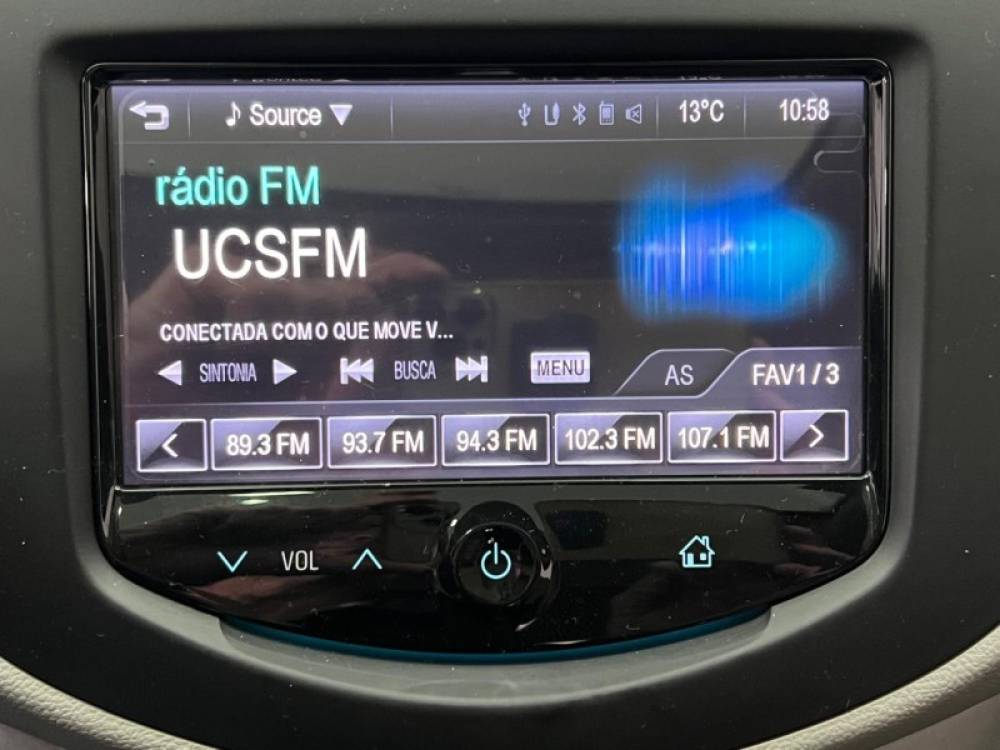 Source 13°C 10:58
rádio FM
UCSFM
CONECTADA COM O QUE MOVE V...
SINTONIA BUSCA MENU AS FAV1 / 3
< 89.3 FM 93.7 FM 94.3 FM 102.3 FM 107.1 FM >
VOL